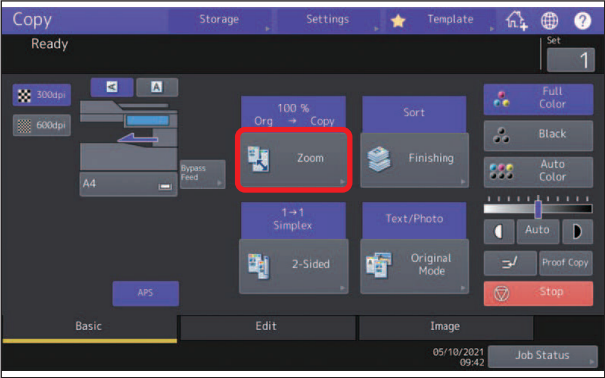 Copy
Storage
Settings
Template
?
Ready
Set
1
300dpi
600dpi
A
A
A4
Bypass
Feed
APS
100 %
Org → Copy
Zoom
Sort
Finishing
1→1
Simplex
2-Sided
Text/Photo
Original
Mode
Full
Color
Black
Auto
Color
Auto
Proof Copy
Stop
Basic
Edit
Image
05/10/2021
09:42
Job Status